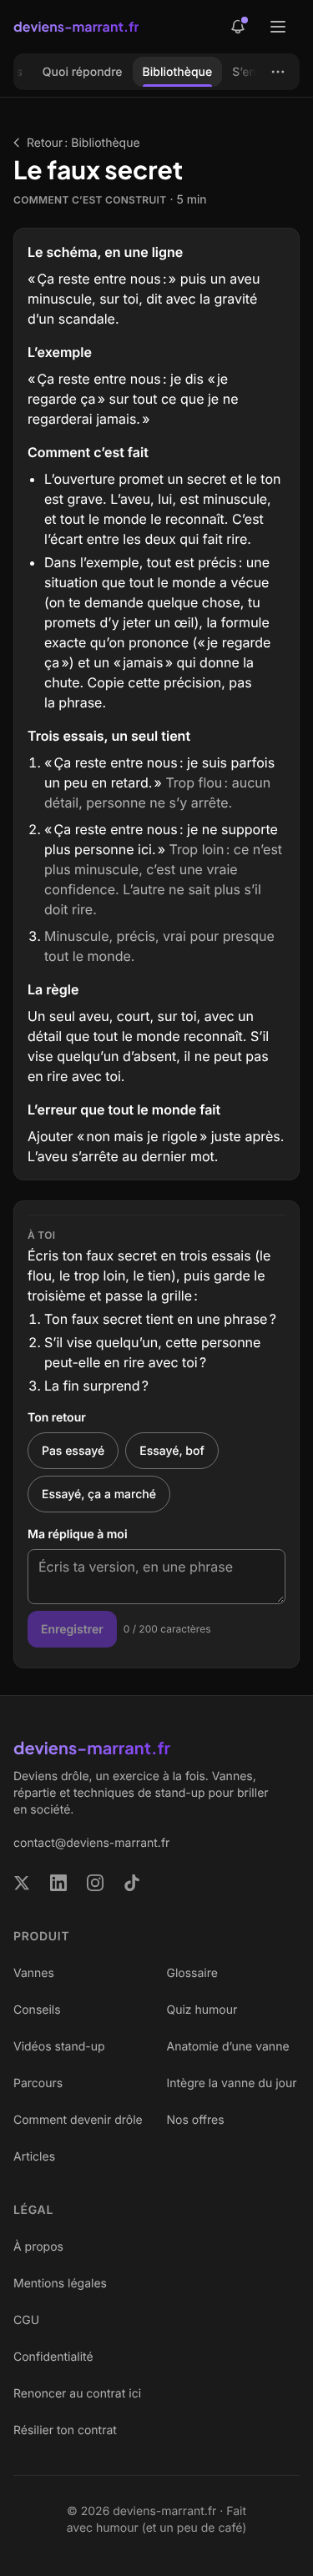 deviens-marrant.fr
s Quoi répondre Bibliothèque S'en ···
Retour : Bibliothèque
Le faux secret
COMMENT C'EST CONSTRUIT · 5 min
Le schéma, en une ligne
« Ça reste entre nous : » puis un aveu
minuscule, sur toi, dit avec la gravité
d'un scandale.
L'exemple
« Ça reste entre nous : je dis « je
regarde ça » sur tout ce que je ne
regarderai jamais. »
Comment c'est fait
• L'ouverture promet un secret et le ton
est grave. L'aveu, lui, est minuscule,
et tout le monde le reconnaît. C'est
l'écart entre les deux qui fait rire.
• Dans l'exemple, tout est précis : une
situation que tout le monde a vécue
(on te demande quelque chose, tu
promets d'y jeter un œil), la formule
exacte qu'on prononce (« je regarde
ça ») et un « jamais » qui donne la
chute. Copie cette précision, pas
la phrase.
Trois essais, un seul tient
1. « Ça reste entre nous : je suis parfois
un peu en retard. » Trop flou : aucun
détail, personne ne s'y arrête.
2. « Ça reste entre nous : je ne supporte
plus personne ici. » Trop loin : ce n'est
plus minuscule, c'est une vraie
confidence. L'autre ne sait plus s'il
doit rire.
3. Minuscule, précis, vrai pour presque
tout le monde.
La règle
Un seul aveu, court, sur toi, avec un
détail que tout le monde reconnaît. S'il
vise quelqu'un d'absent, il ne peut pas
en rire avec toi.
L'erreur que tout le monde fait
Ajouter « non mais je rigole » juste après.
L'aveu s'arrête au dernier mot.
À TOI
Écris ton faux secret en trois essais (le
flou, le trop loin, le tien), puis garde le
troisième et passe la grille :
1. Ton faux secret tient en une phrase ?
2. S'il vise quelqu'un, cette personne
peut-elle en rire avec toi ?
3. La fin surprend ?
Ton retour
Pas essayé Essayé, bof
Essayé, ça a marché
Ma réplique à moi
Écris ta version, en une phrase
Enregistrer 0 / 200 caractères
deviens-marrant.fr
Deviens drôle, un exercice à la fois. Vannes,
répartie et techniques de stand-up pour briller
en société.
contact@deviens-marrant.fr
PRODUIT
Vannes Glossaire
Conseils Quiz humour
Vidéos stand-up Anatomie d'une vanne
Parcours Intègre la vanne du jour
Comment devenir drôle Nos offres
Articles
LÉGAL
À propos
Mentions légales
CGU
Confidentialité
Renoncer au contrat ici
Résilier ton contrat
© 2026 deviens-marrant.fr · Fait
avec humour (et un peu de café)